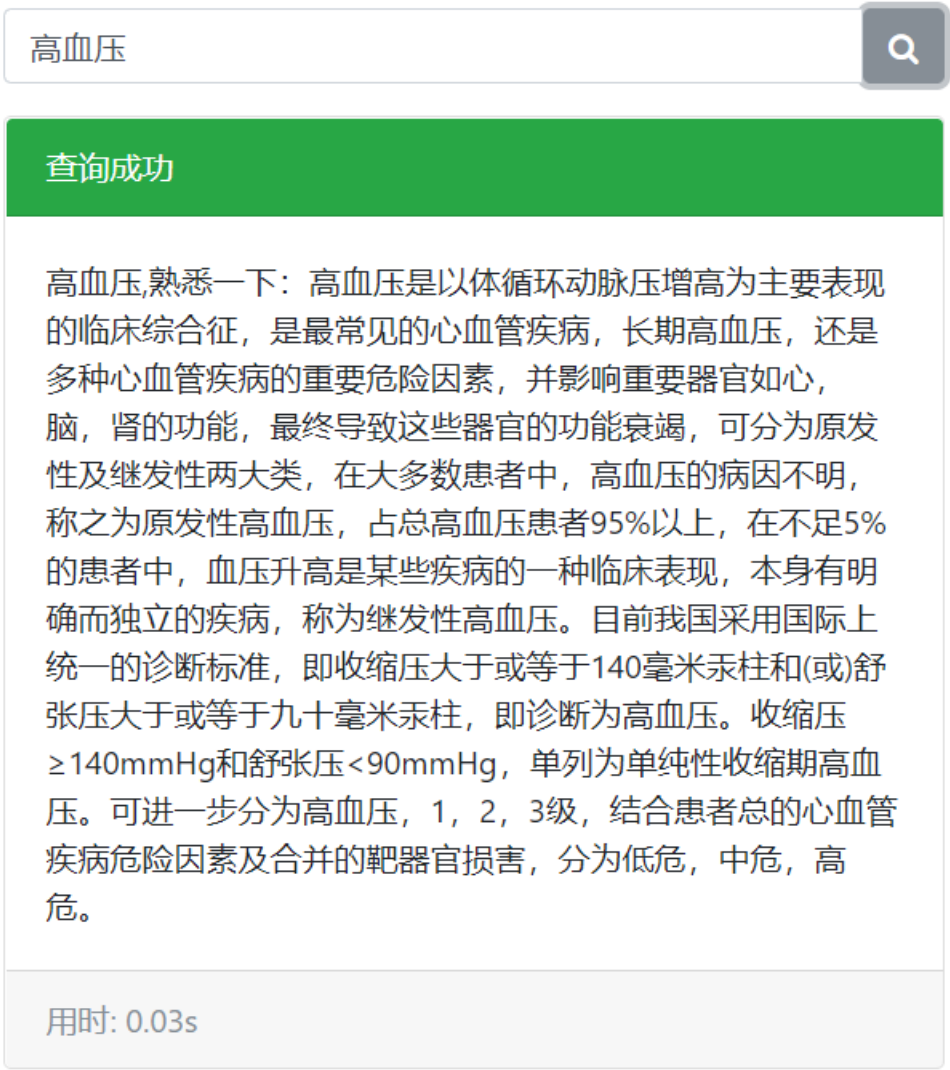 高血压
查询成功
高血压,熟悉一下：高血压是以体循环动脉压增高为主要表现
的临床综合征，是最常见的心血管疾病，长期高血压，还是
多种心血管疾病的重要危险因素，并影响重要器官如心，
脑，肾的功能，最终导致这些器官的功能衰竭，可分为原发
性及继发性两大类，在大多数患者中，高血压的病因不明，
称之为原发性高血压，占总高血压患者95%以上，在不足5%
的患者中，血压升高是某些疾病的一种临床表现，本身有明
确而独立的疾病，称为继发性高血压。目前我国采用国际上
统一的诊断标准，即收缩压大于或等于140毫米汞柱和(或)舒
张压大于或等于九十毫米汞柱，即诊断为高血压。收缩压
≥140mmHg和舒张压<90mmHg，单列为单纯性收缩期高血
压。可进一步分为高血压，1，2，3级，结合患者总的心血管
疾病危险因素及合并的靶器官损害，分为低危，中危，高
危。
用时: 0.03s